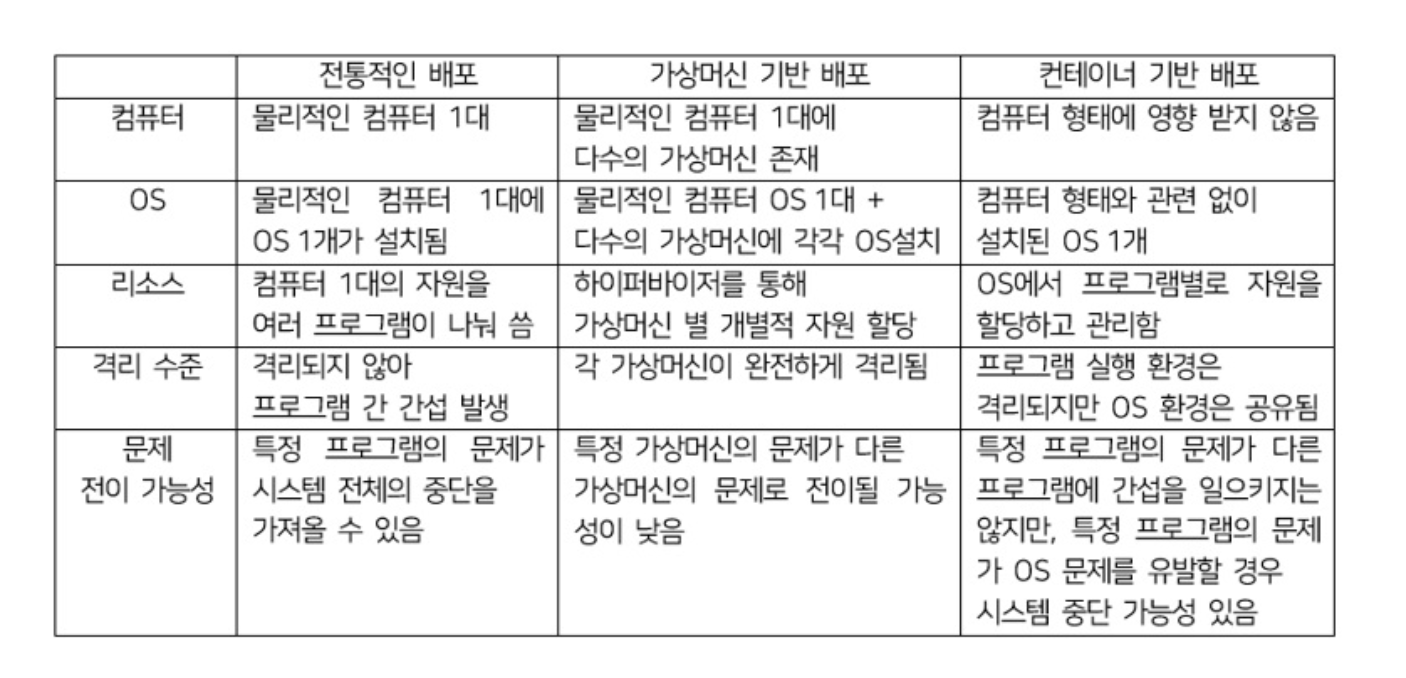 전통적인 배포
가상머신 기반 배포
컨테이너 기반 배포
컴퓨터
물리적인 컴퓨터 1대
물리적인 컴퓨터 1대에
다수의 가상머신 존재
컴퓨터 형태에 영향 받지 않음
OS
물리적인 컴퓨터 1대에
OS 1개가 설치됨
물리적인 컴퓨터 OS 1대 +
다수의 가상머신에 각각 OS설치
컴퓨터 형태와 관련 없이
설치된 OS 1개
리소스
컴퓨터 1대의 자원을
여러 프로그램이 나눠 씀
하이퍼바이저를 통해
가상머신 별 개별적 자원 할당
OS에서 프로그램별로 자원을
할당하고 관리함
격리 수준
격리되지 않아
프로그램 간 간섭 발생
각 가상머신이 완전하게 격리됨
프로그램 실행 환경은
격리되지만 OS 환경은 공유됨
문제
전이 가능성
특정 프로그램의 문제가
시스템 전체의 중단을
가져올 수 있음
특정 가상머신의 문제가 다른
가상머신의 문제로 전이될 가능
성이 낮음
특정 프로그램의 문제가 다른
프로그램에 간섭을 일으키지는
않지만, 특정 프로그램의 문제
가 OS 문제를 유발할 경우
시스템 중단 가능성 있음